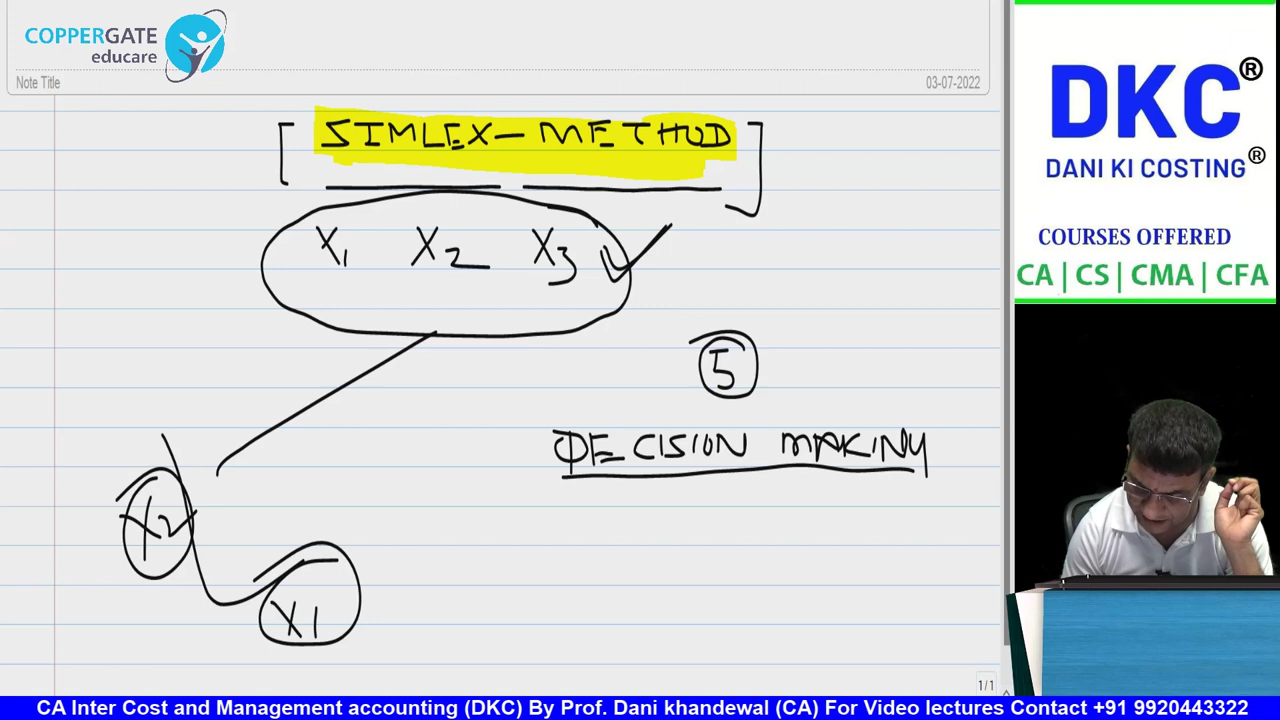 COPPERGATE
educare
Note Title
03-07-2022
[ SIMLEX-METHOD ]
X1 X2 X3
5
DECISION MAKING
X2
X1
1/1
DKC®
DANI KI COSTING®
COURSES OFFERED
CA | CS | CMA | CFA
CA Inter Cost and Management accounting (DKC) By Prof. Dani khandewal (CA) For Video lectures Contact +91 9920443322